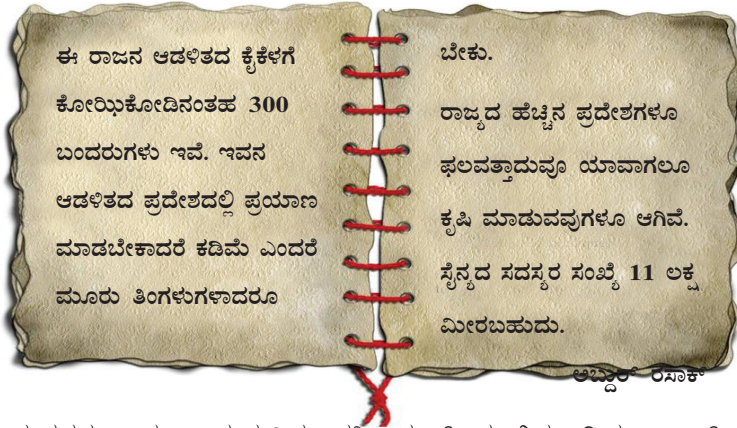 ಈ ರಾಜನ ಆಡಳಿತದ ಕೈಕೆಳಗೆ
ಕೋಝಿಕೋಡಿನಂತಹ 300
ಬಂದರುಗಳು ಇವೆ. ಇವನ
ಆಡಳಿತದ ಪ್ರದೇಶದಲ್ಲಿ ಪ್ರಯಾಣ
ಮಾಡಬೇಕಾದರೆ ಕಡಿಮೆ ಎಂದರೆ
ಮೂರು ತಿಂಗಳುಗಳಾದರೂ
ಬೇಕು.
ರಾಜ್ಯದ ಹೆಚ್ಚಿನ ಪ್ರದೇಶಗಳೂ
ಫಲವತ್ತಾದುವೂ ಯಾವಾಗಲೂ
ಕೃಷಿ ಮಾಡುವವುಗಳೂ ಆಗಿವೆ.
ಸೈನ್ಯದ ಸದಸ್ಯರ ಸಂಖ್ಯೆ 11 ಲಕ್ಷ
ಮೀರಬಹುದು.
ಅಬ್ದುರ್ ರಸಾಕ್